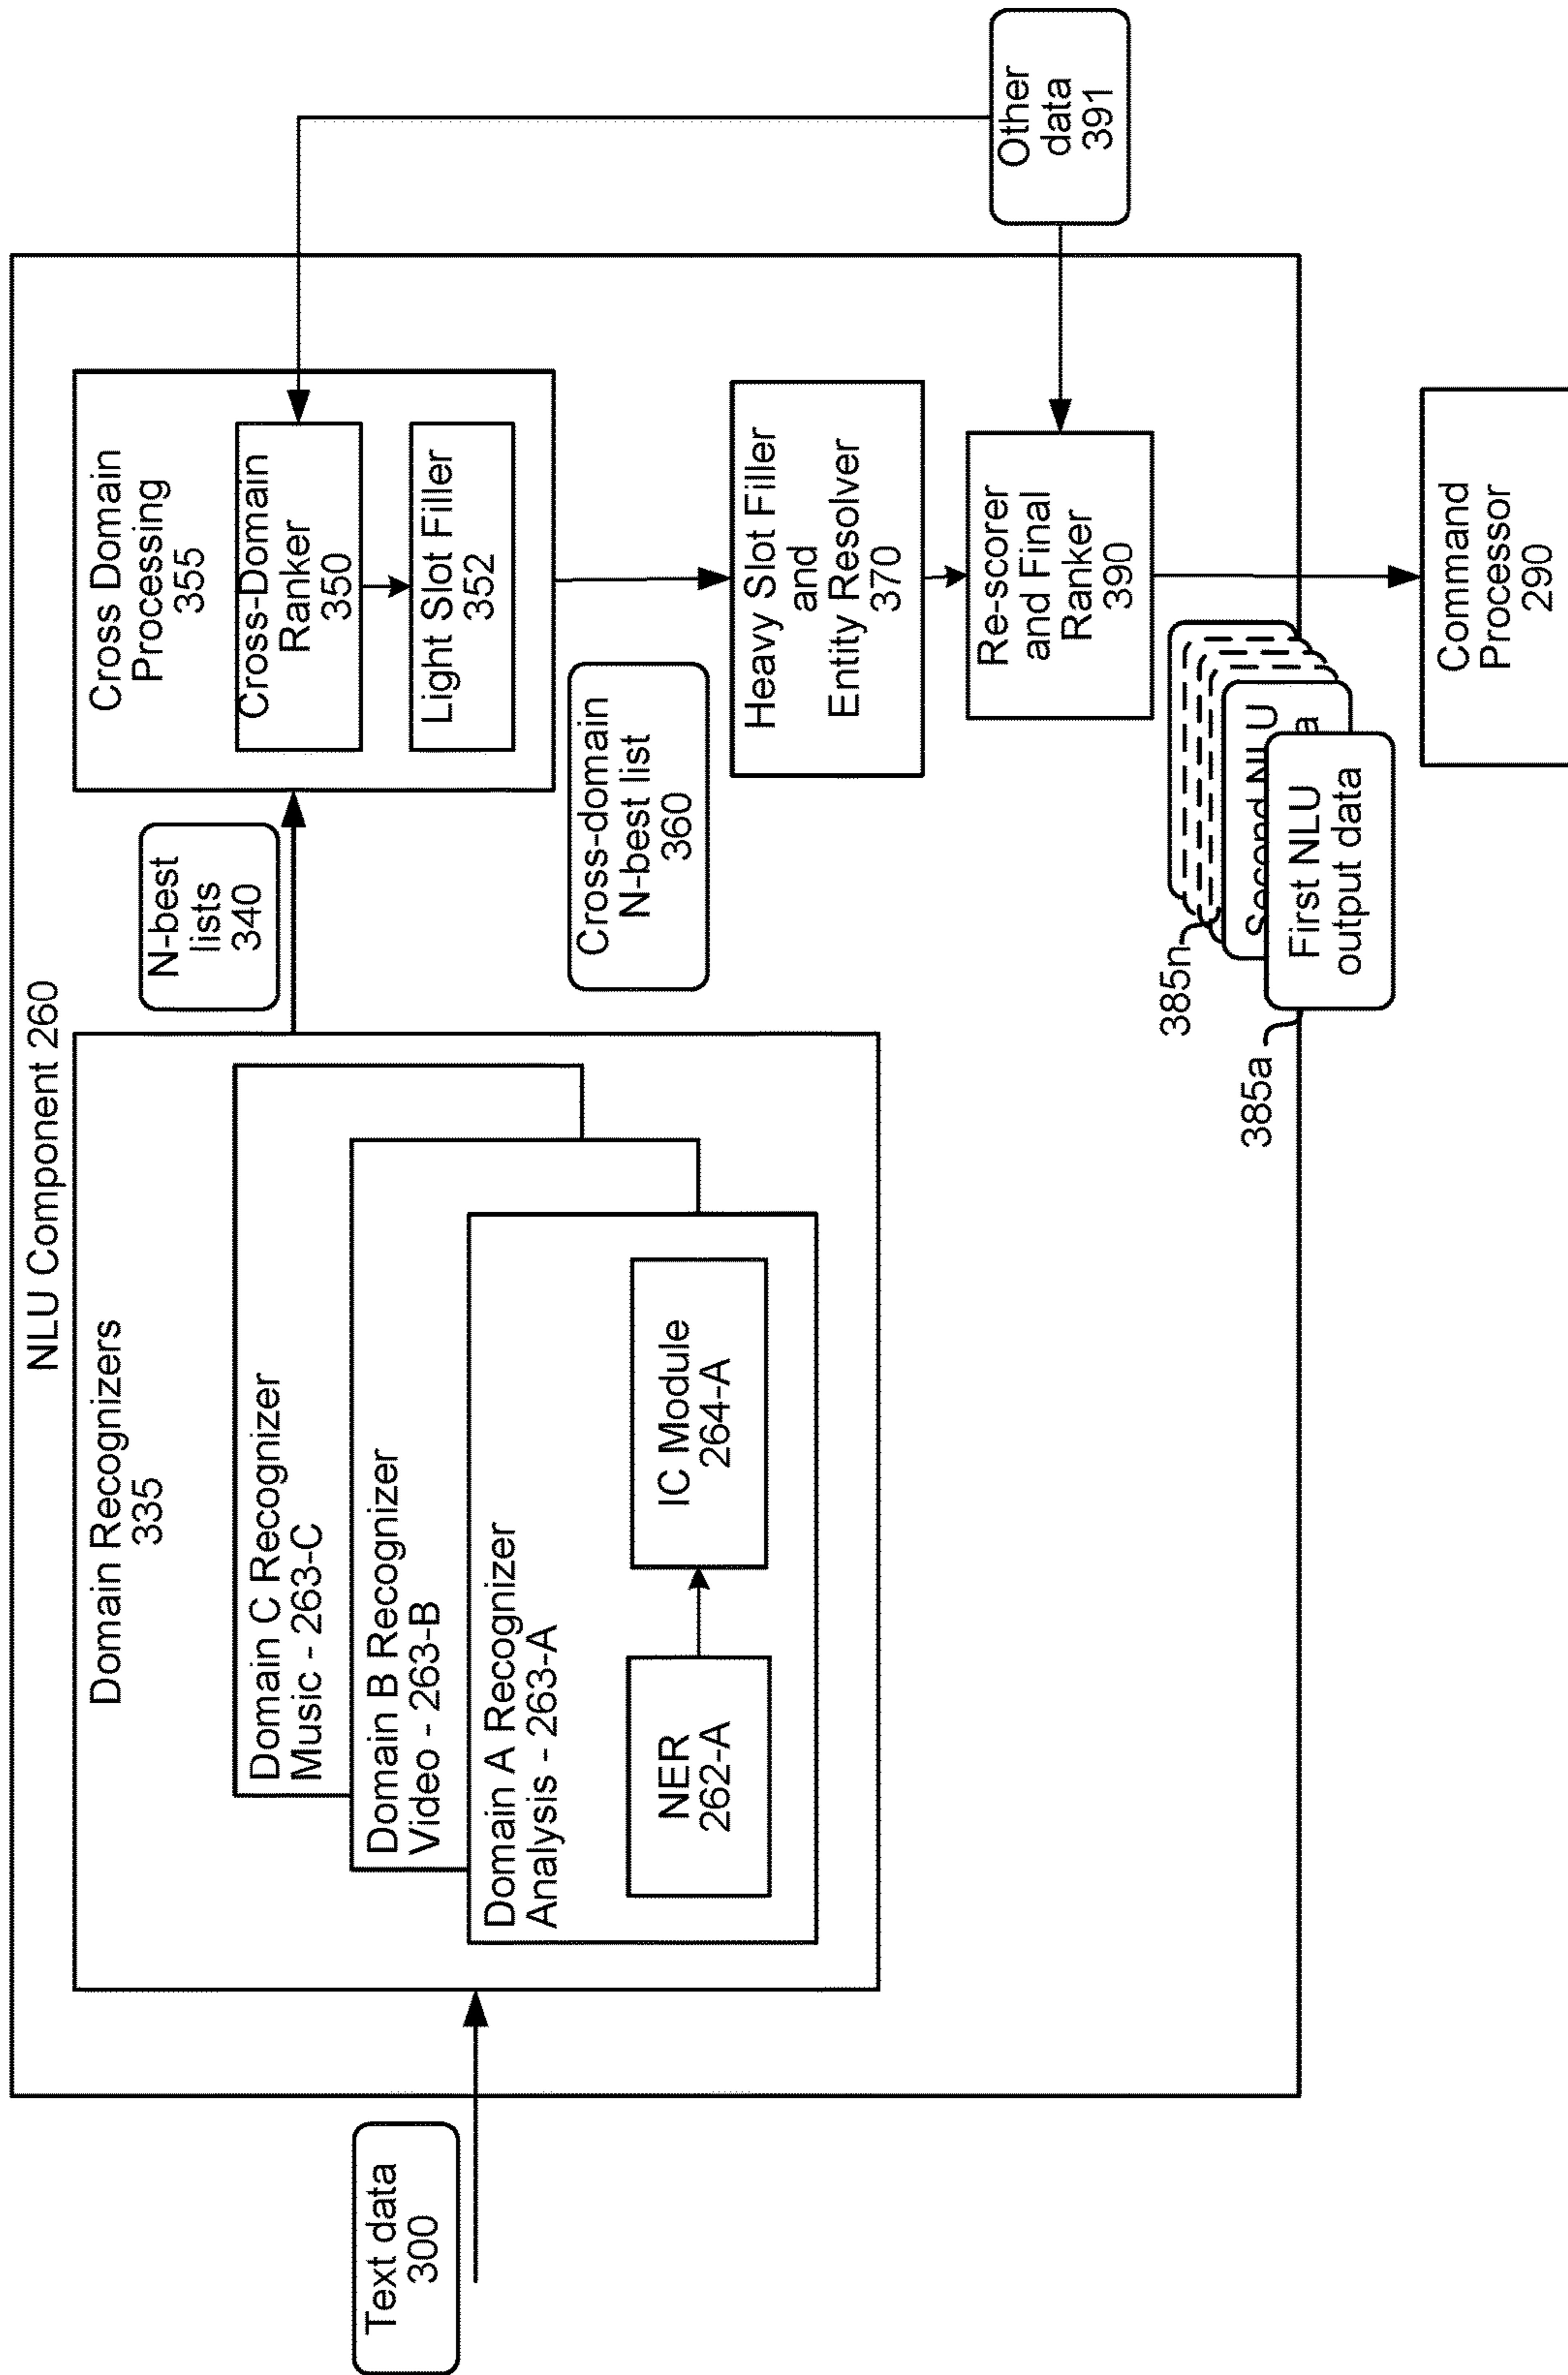 NLU Component 260
Text data
300
Domain Recognizers
335
Domain C Recognizer
Music - 263-C
Domain B Recognizer
Video - 263-B
Domain A Recognizer
Analysis - 263-A
NER
262-A
IC Module
264-A
N-best
lists
340
Cross Domain
Processing
355
Cross-Domain
Ranker
350
Light Slot Filler
352
Cross-domain
N-best list
360
Heavy Slot Filler
and
Entity Resolver
370
Re-scorer
and Final
Ranker
390
Other
data
391
385n
Second NLU
a
First NLU
output data
385a
Command
Processor
290